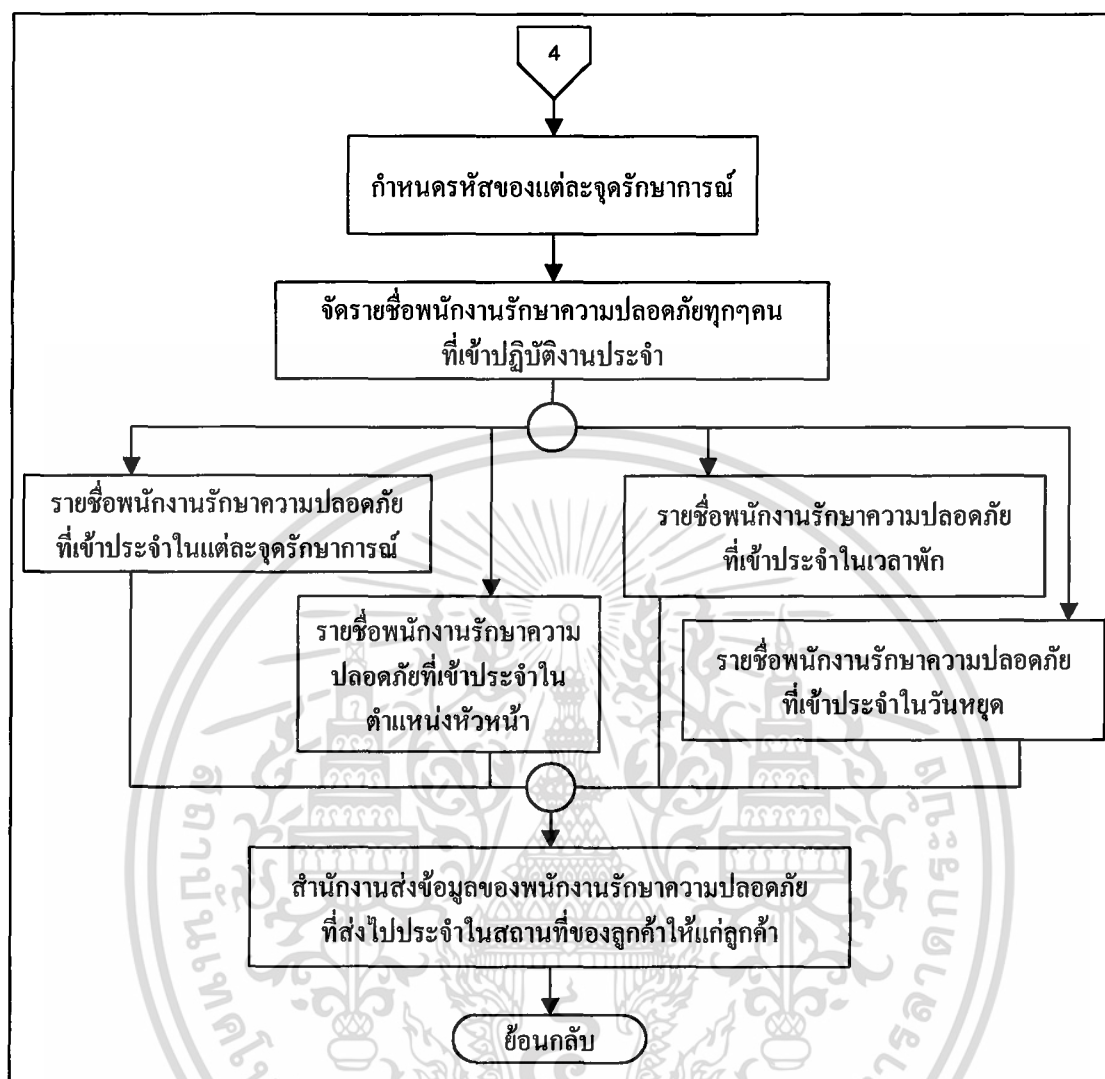 4
กำหนดรหัสของแต่ละจุดรักษาการณ์
จัดรายชื่อพนักงานรักษาความปลอดภัยทุกๆคน
ที่เข้าปฏิบัติงานประจำ
รายชื่อพนักงานรักษาความปลอดภัย
ที่เข้าประจำในแต่ละจุดรักษาการณ์
รายชื่อพนักงานรักษาความ
ปลอดภัยที่เข้าประจำใน
ตำแหน่งหัวหน้า
รายชื่อพนักงานรักษาความปลอดภัย
ที่เข้าประจำในเวลาพัก
รายชื่อพนักงานรักษาความปลอดภัย
ที่เข้าประจำในวันหยุด
สำนักงานส่งข้อมูลของพนักงานรักษาความปลอดภัย
ที่ส่งไปประจำในสถานที่ของลูกค้าให้แก่ลูกค้า
ย้อนกลับ